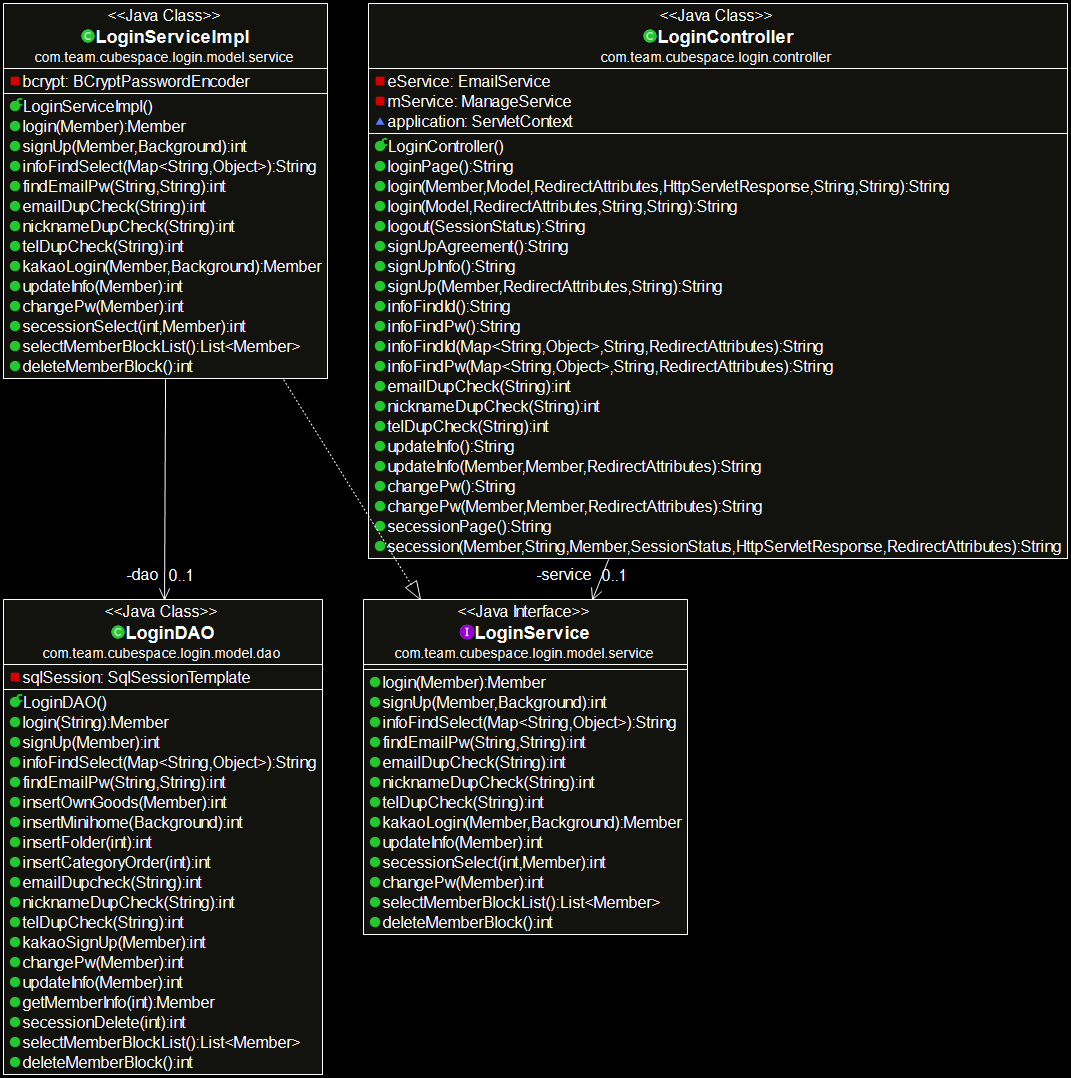 <<Java Class>>
LoginServiceImpl
com.team.cubespace.login.model.service
bcrypt: BCryptPasswordEncoder
LoginServiceImpl()
login(Member):Member
signUp(Member,Background):int
infoFindSelect(Map<String,Object>):String
findEmailPw(String,String):int
emailDupCheck(String):int
nicknameDupCheck(String):int
telDupCheck(String):int
kakaoLogin(Member,Background):Member
updateInfo(Member):int
changePw(Member):int
secessionSelect(int,Member):int
selectMemberBlockList():List<Member>
deleteMemberBlock():int
<<Java Class>>
LoginController
com.team.cubespace.login.controller
eService: EmailService
mService: ManageService
application: ServletContext
LoginController()
loginPage():String
login(Member,Model,RedirectAttributes,HttpServletResponse,String,String):String
login(Model,RedirectAttributes,String,String):String
logout(SessionStatus):String
signUpAgreement():String
signUpInfo():String
signUp(Member,RedirectAttributes,String):String
infoFindId():String
infoFindPw():String
infoFindId(Map<String,Object>,String,RedirectAttributes):String
infoFindPw(Map<String,Object>,String,RedirectAttributes):String
emailDupCheck(String):int
nicknameDupCheck(String):int
telDupCheck(String):int
updateInfo():String
updateInfo(Member,Member,RedirectAttributes):String
changePw():String
changePw(Member,Member,RedirectAttributes):String
secessionPage():String
secession(Member,String,Member,SessionStatus,HttpServletResponse,RedirectAttributes):String
-dao 0..1
-service 0..1
<<Java Class>>
LoginDAO
com.team.cubespace.login.model.dao
sqlSession: SqlSessionTemplate
LoginDAO()
login(String):Member
signUp(Member):int
infoFindSelect(Map<String,Object>):String
findEmailPw(String,String):int
insertOwnGoods(Member):int
insertMinihome(Background):int
insertFolder(int):int
insertCategoryOrder(int):int
emailDupcheck(String):int
nicknameDupCheck(String):int
telDupCheck(String):int
kakaoSignUp(Member):int
changePw(Member):int
updateInfo(Member):int
getMemberInfo(int):Member
secessionDelete(int):int
selectMemberBlockList():List<Member>
deleteMemberBlock():int
<<Java Interface>>
LoginService
com.team.cubespace.login.model.service
login(Member):Member
signUp(Member,Background):int
infoFindSelect(Map<String,Object>):String
findEmailPw(String,String):int
emailDupCheck(String):int
nicknameDupCheck(String):int
telDupCheck(String):int
kakaoLogin(Member,Background):Member
updateInfo(Member):int
secessionSelect(int,Member):int
changePw(Member):int
selectMemberBlockList():List<Member>
deleteMemberBlock():int